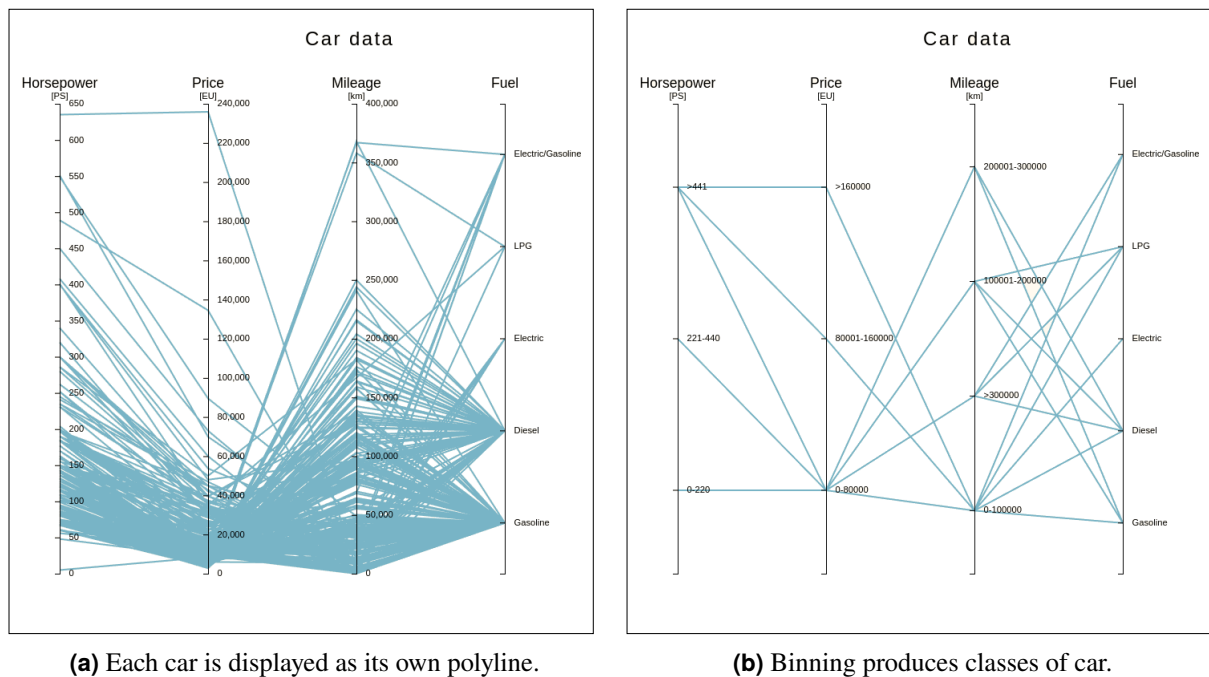 Car data
Horsepower
[PS]
Price
[EU]
Mileage
[km]
Fuel
650
600
550
500
450
400
350
300
250
200
150
100
50
0
240,000
220,000
200,000
180,000
160,000
140,000
120,000
100,000
80,000
60,000
40,000
20,000
0
400,000
350,000
300,000
250,000
200,000
150,000
100,000
50,000
0
Electric/Gasoline
LPG
Electric
Diesel
Gasoline
(a) Each car is displayed as its own polyline.
Car data
Horsepower
[PS]
Price
[EU]
Mileage
[km]
Fuel
>441
221-440
0-220
>160000
80001-160000
0-80000
200001-300000
100001-200000
>300000
0-100000
Electric/Gasoline
LPG
Electric
Diesel
Gasoline
(b) Binning produces classes of car.